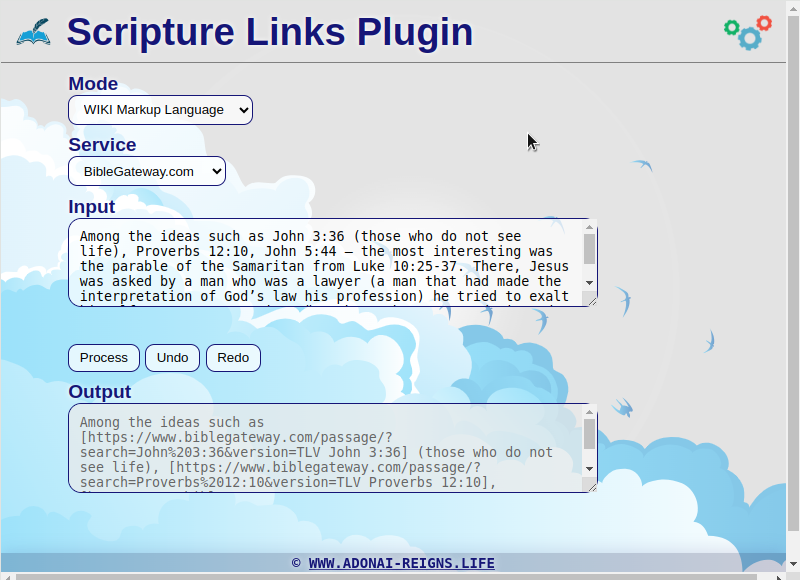 Scripture Links Plugin
Mode
WIKI Markup Language
Service
BibleGateway.com
Input
Among the ideas such as John 3:36 (those who do not see
life), Proverbs 12:10, John 5:44 – the most interesting was
the parable of the Samaritan from Luke 10:25-37. There, Jesus
was asked by a man who was a lawyer (a man that had made the
interpretation of God’s law his profession) he tried to exalt
Process Undo Redo
Output
Among the ideas such as
[https://www.biblegateway.com/passage/?
search=John%203:36&version=TLV John 3:36] (those who do not
see life), [https://www.biblegateway.com/passage/?
search=Proverbs%2012:10&version=TLV Proverbs 12:10],
© WWW.ADONAI-REIGNS.LIFE